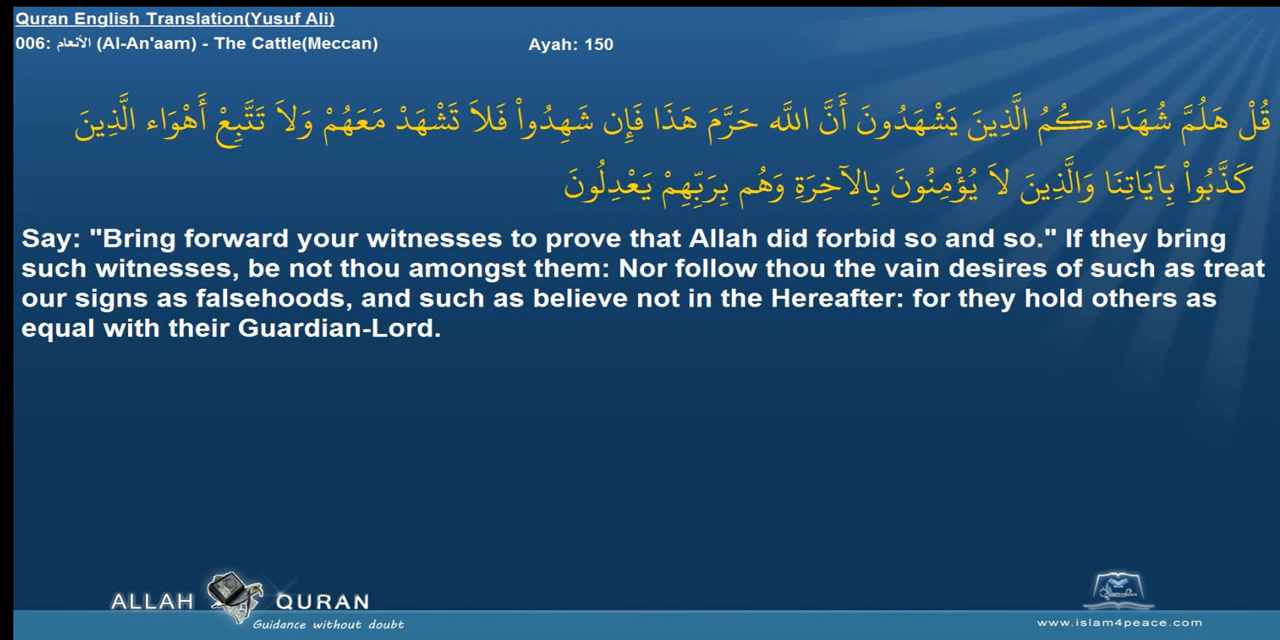 Quran English Translation(Yusuf Ali)
006: الأنعام (Al-An'aam) - The Cattle(Meccan)
Ayah: 150
قُلْ هَلُمَّ شُهَدَاءكُمُ الَّذِينَ يَشْهَدُونَ أَنَّ اللّهَ حَرَّمَ هَذَا فَإِن شَهِدُواْ فَلاَ تَشْهَدْ مَعَهُمْ وَلاَ تَتَّبِعْ أَهْوَاء الَّذِينَ
كَذَّبُواْ بِآيَاتِنَا وَالَّذِينَ لاَ يُؤْمِنُونَ بِالآخِرَةِ وَهُم بِرَبِّهِمْ يَعْدِلُونَ
Say: "Bring forward your witnesses to prove that Allah did forbid so and so." If they bring
such witnesses, be not thou amongst them: Nor follow thou the vain desires of such as treat
our signs as falsehoods, and such as believe not in the Hereafter: for they hold others as
equal with their Guardian-Lord.
ALLAH QURAN
Guidance without doubt
www.islam4peace.com